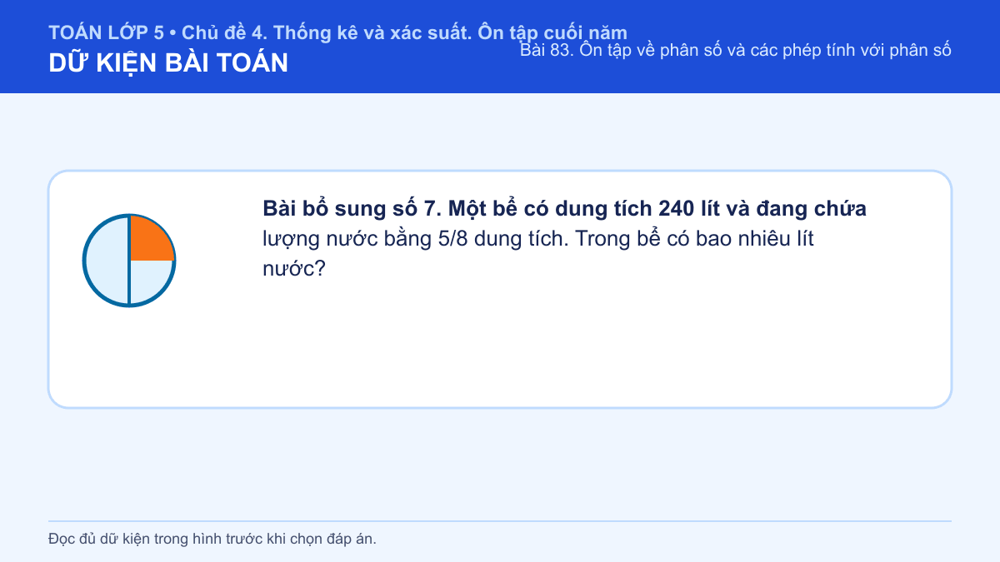 TOÁN LỚP 5 • Chủ đề 4. Thống kê và xác suất. Ôn tập cuối năm
Bài 83. Ôn tập về phân số và các phép tính với phân số
DỮ KIỆN BÀI TOÁN
Bài bổ sung số 7. Một bể có dung tích 240 lít và đang chứa
lượng nước bằng 5/8 dung tích. Trong bể có bao nhiêu lít
nước?
Đọc đủ dữ kiện trong hình trước khi chọn đáp án.